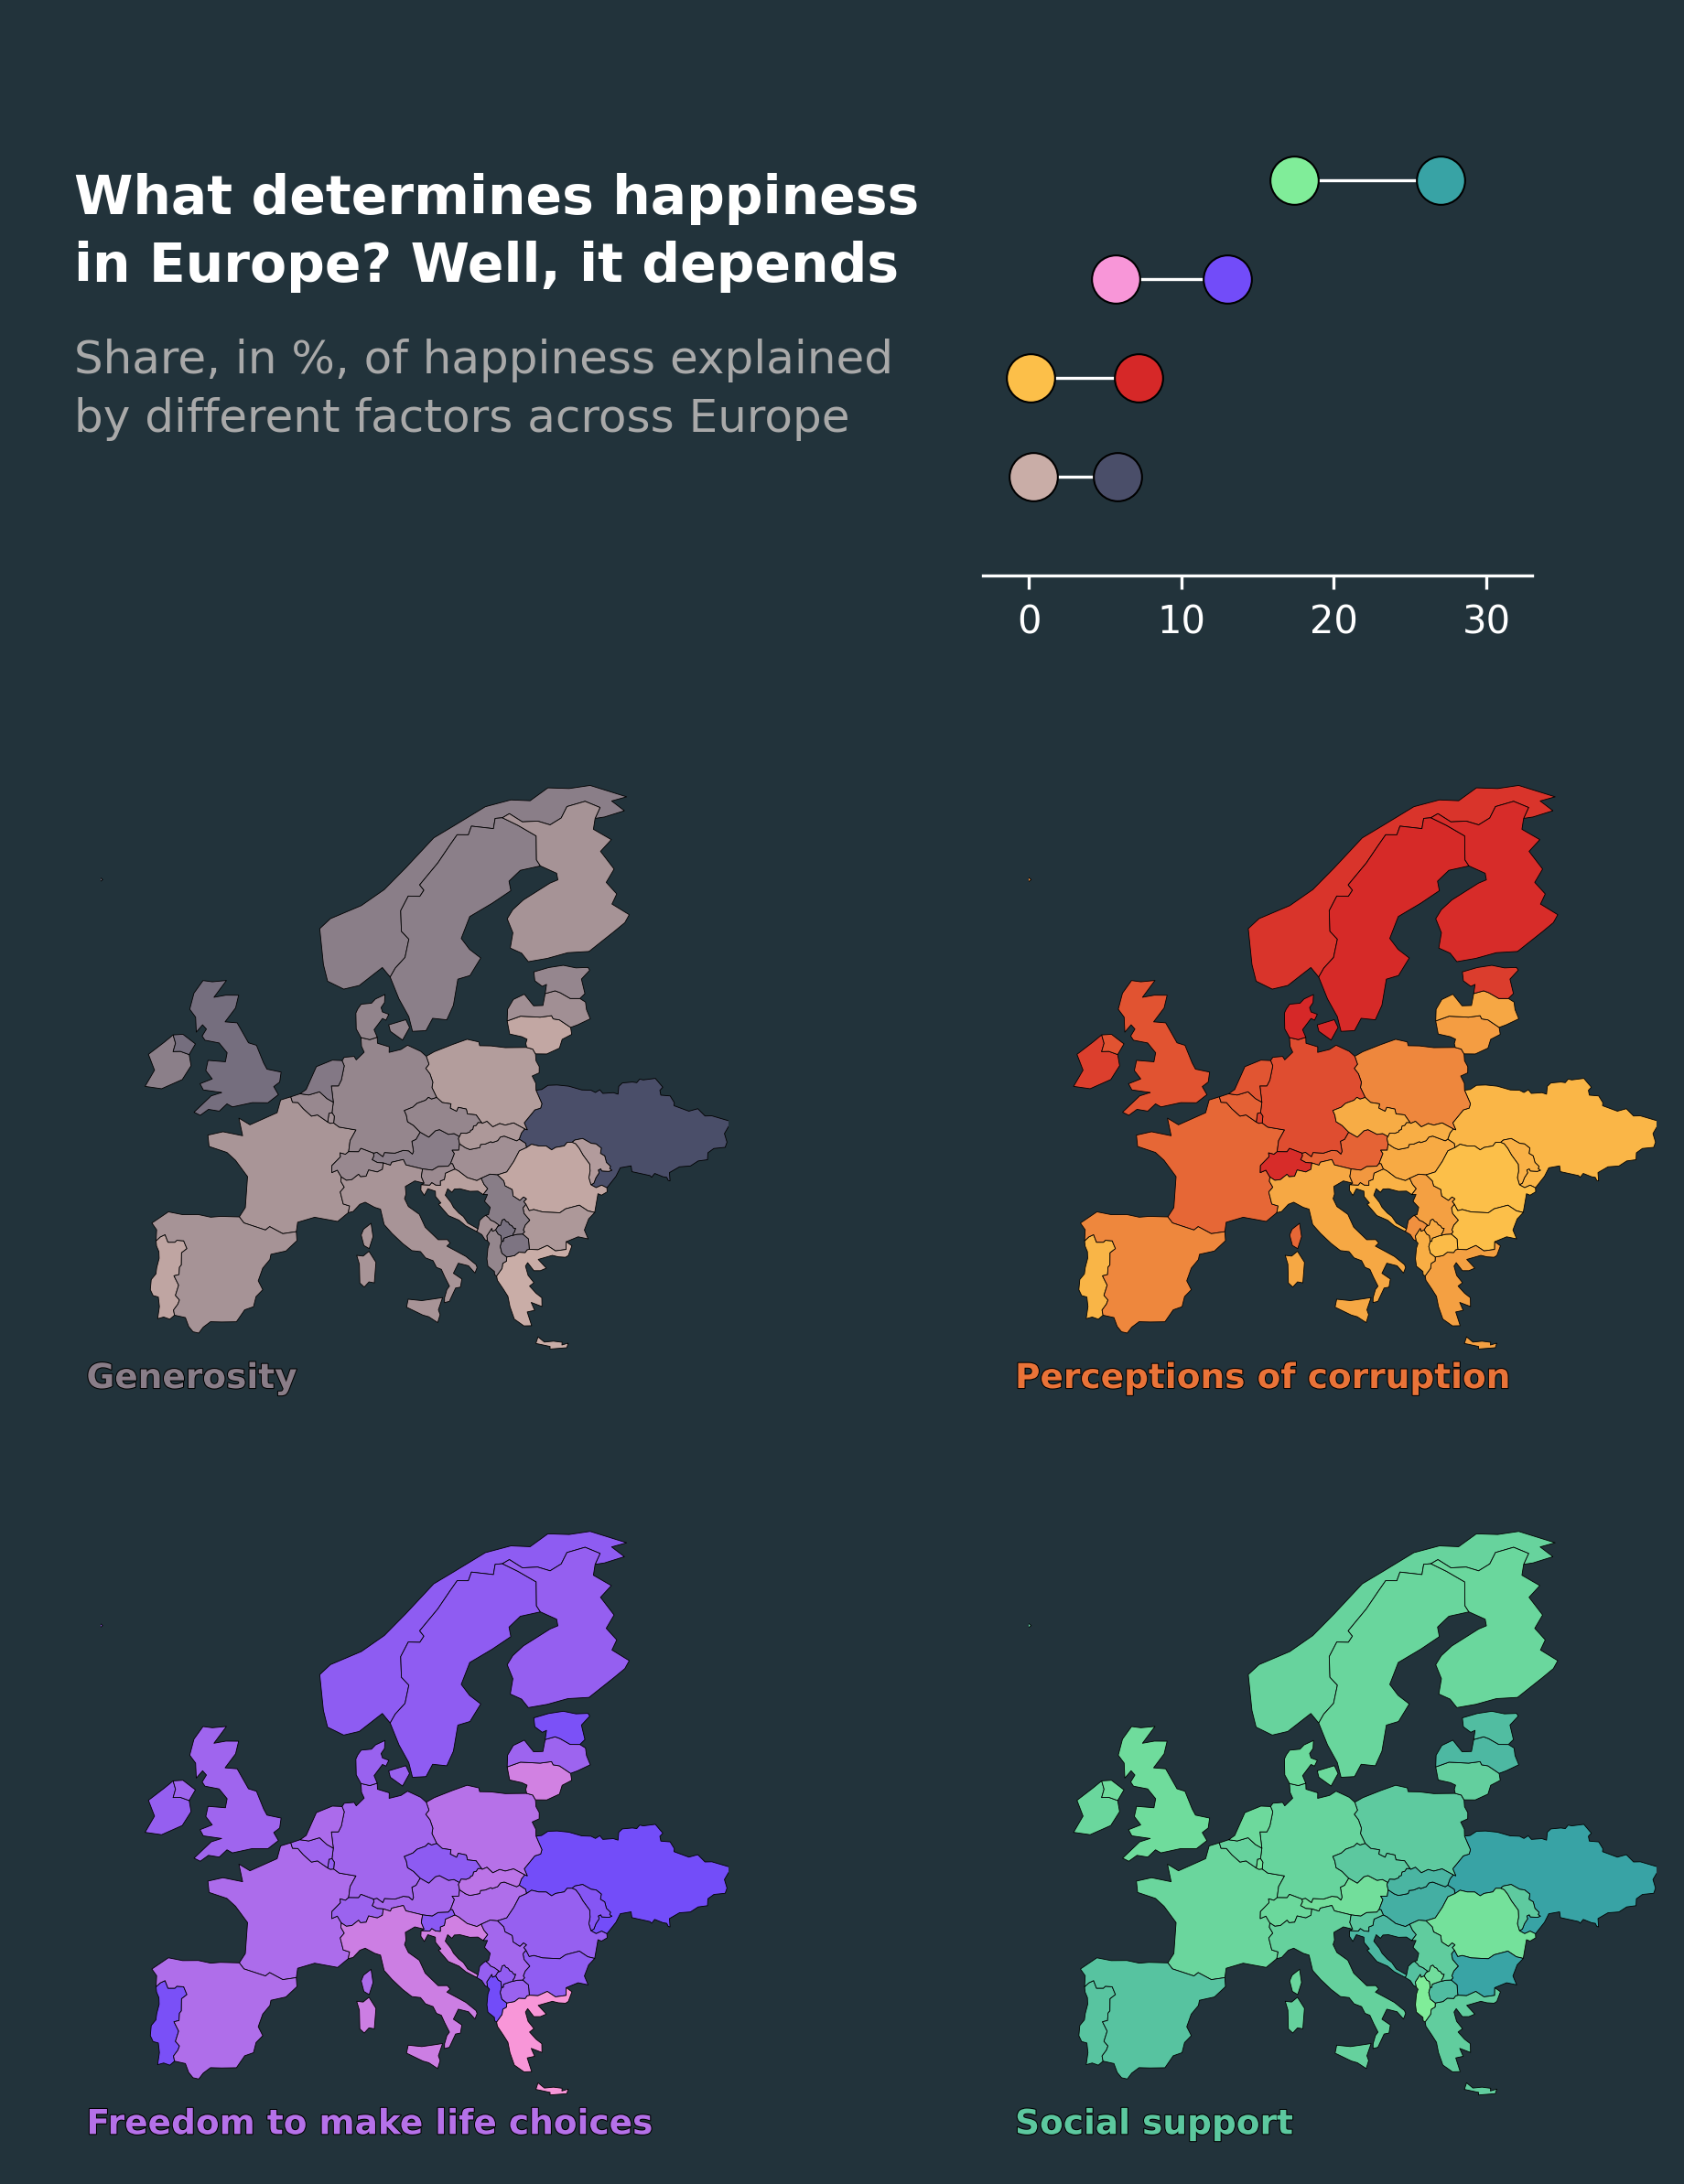 What determines happiness
in Europe? Well, it depends
Share, in %, of happiness explained
by different factors across Europe
0 10 20 30
Generosity
Perceptions of corruption
Freedom to make life choices
Social support